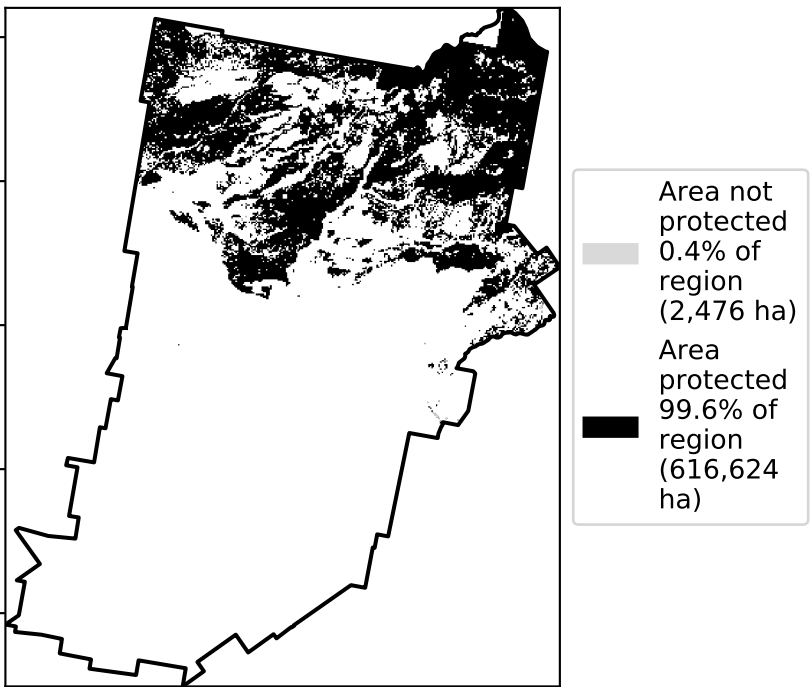 Area not
protected
0.4% of
region
(2,476 ha)
Area
protected
99.6% of
region
(616,624
ha)